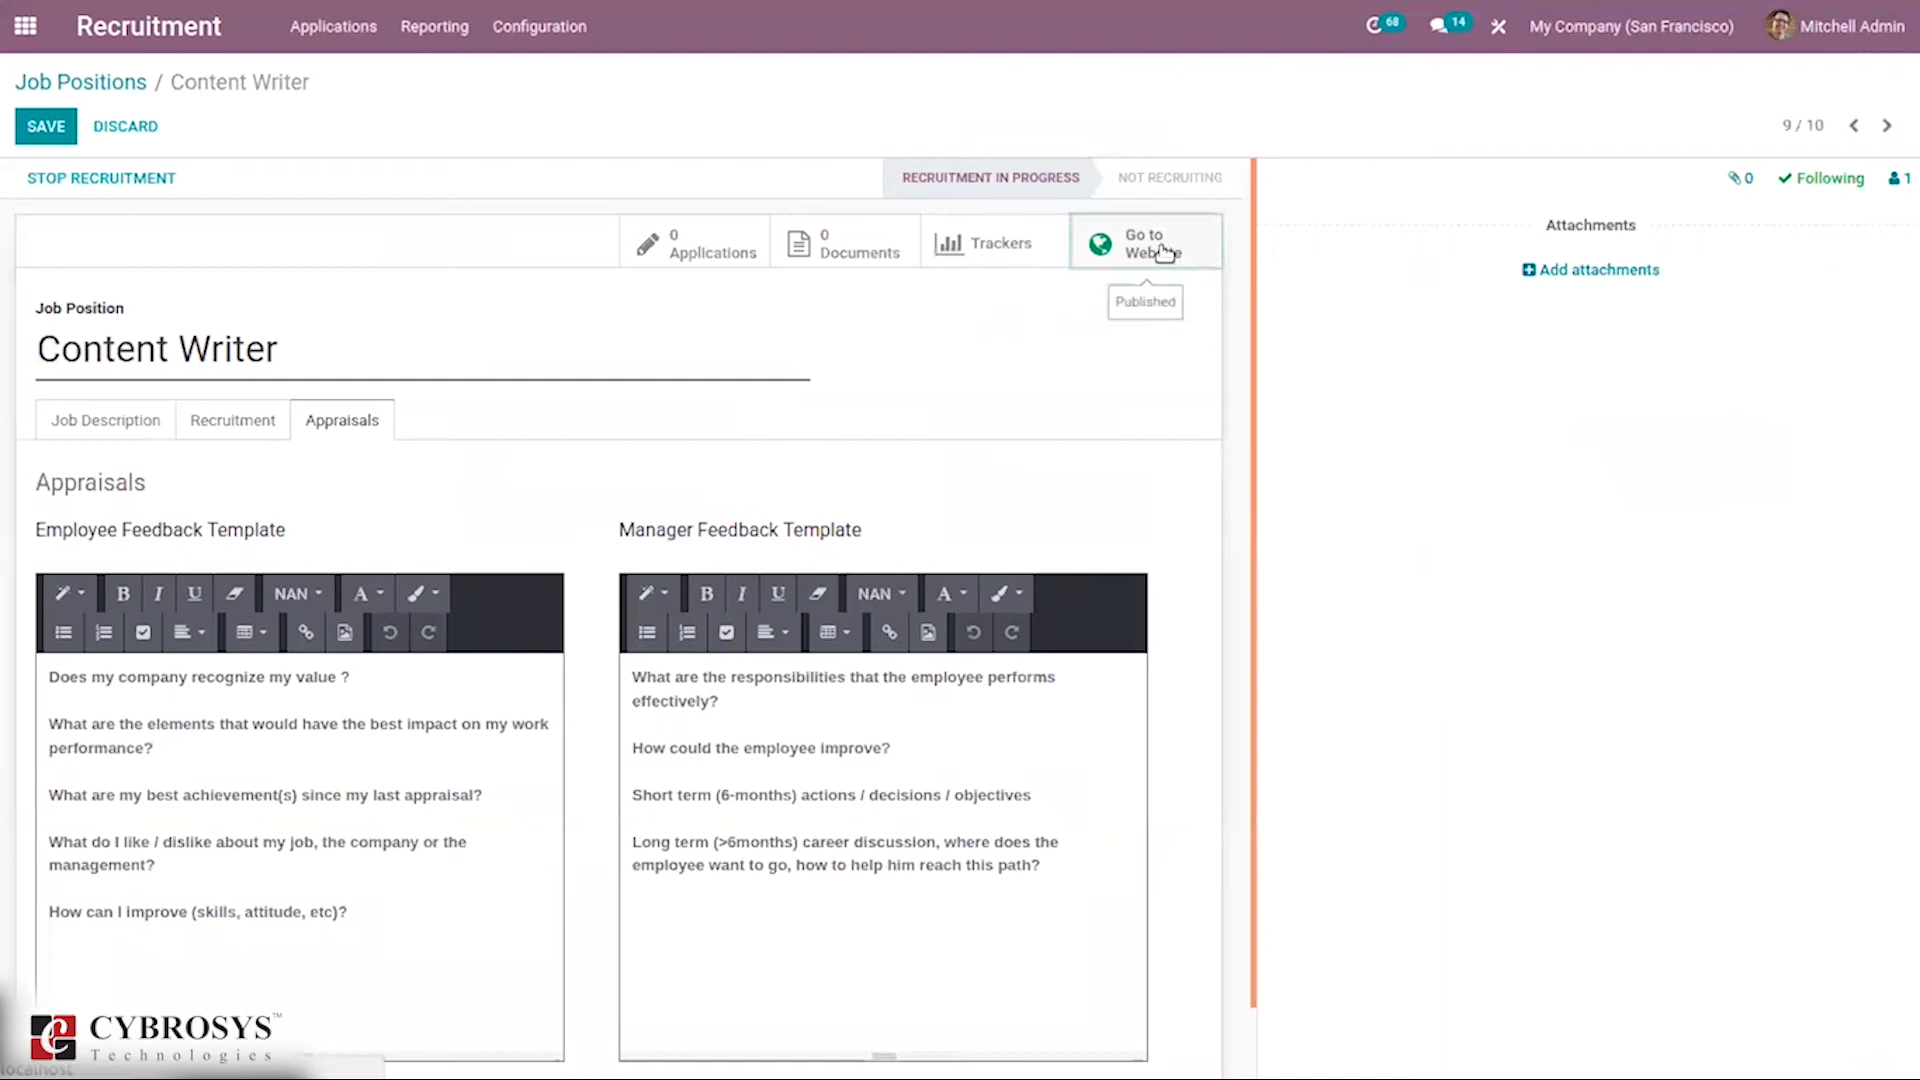 Recruitment
Applications
Reporting
Configuration
68
14
My Company (San Francisco)
Mitchell Admin
Job Positions / Content Writer
SAVE
DISCARD
9 / 10
STOP RECRUITMENT
RECRUITMENT IN PROGRESS
NOT RECRUITING
0
Following
1
0
Applications
0
Documents
Trackers
Go to
Website
Published
Attachments
Add attachments
Job Position
Content Writer
Job Description
Recruitment
Appraisals
Appraisals
Employee Feedback Template
B I U NAN A
Does my company recognize my value ?
What are the elements that would have the best impact on my work
performance?
What are my best achievement(s) since my last appraisal?
What do I like / dislike about my job, the company or the
management?
How can I improve (skills, attitude, etc)?
Manager Feedback Template
B I U NAN A
What are the responsibilities that the employee performs
effectively?
How could the employee improve?
Short term (6-months) actions / decisions / objectives
Long term (>6months) career discussion, where does the
employee want to go, how to help him reach this path?
CYBROSYS™
Technologies
localhost